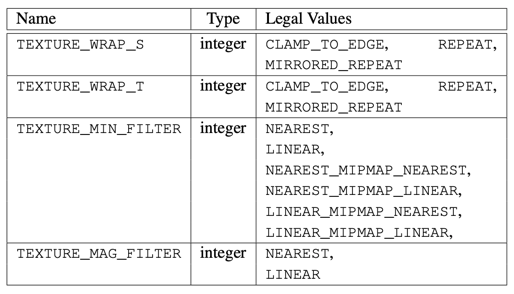 Name Type Legal Values
TEXTURE_WRAP_S integer CLAMP_TO_EDGE, REPEAT,
MIRRORED_REPEAT
TEXTURE_WRAP_T integer CLAMP_TO_EDGE, REPEAT,
MIRRORED_REPEAT
TEXTURE_MIN_FILTER integer NEAREST,
LINEAR,
NEAREST_MIPMAP_NEAREST,
NEAREST_MIPMAP_LINEAR,
LINEAR_MIPMAP_NEAREST,
LINEAR_MIPMAP_LINEAR,
TEXTURE_MAG_FILTER integer NEAREST,
LINEAR